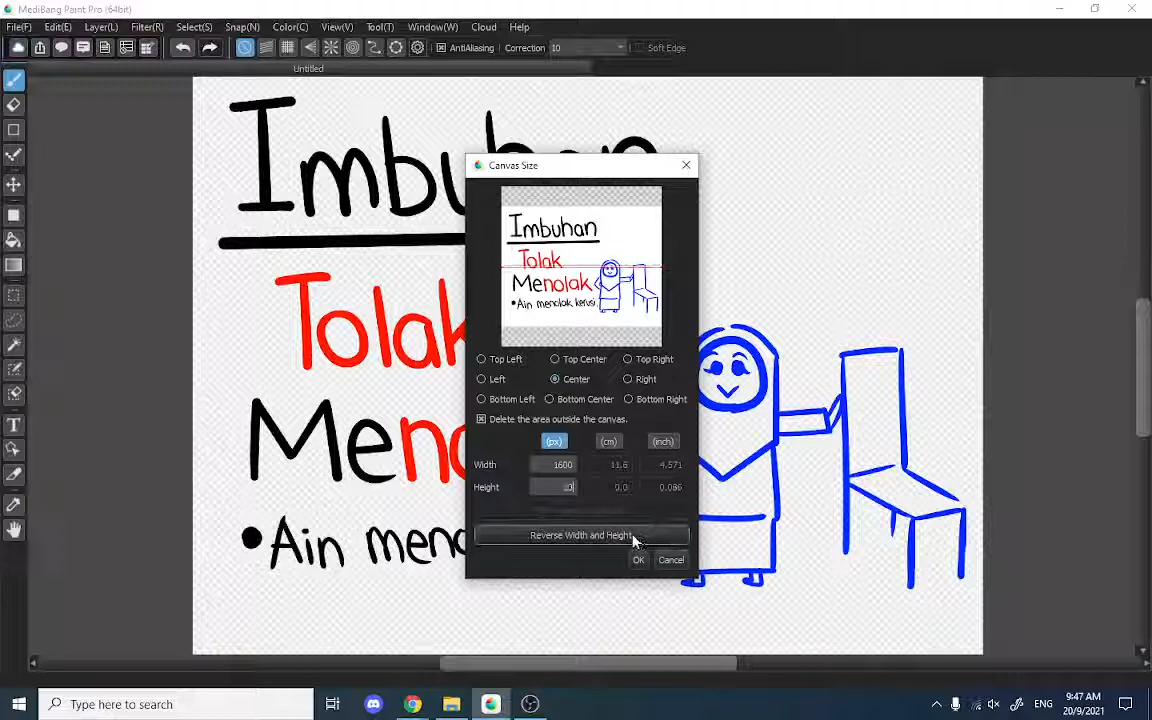 MediBang Paint Pro (64bit)
File(F) Edit(E) Layer(L) Filter(R) Select(S) Snap(N) Color(C) View(V) Tool(T) Window(W) Cloud Help
AntiAliasing Correction 10 Soft Edge
Untitled
Imbuhan
Tolak
Meno
•Ain meno
Canvas Size
Imbuhan
Tolak
Menolak
•Ain menolak kerusi.
Top Left Top Center Top Right
Left Center Right
Bottom Left Bottom Center Bottom Right
Delete the area outside the canvas.
(px) (cm) (inch)
Width 1600 11.6 4.571
Height 0.0 0.086
Reverse Width and Height
OK Cancel
Type here to search
ENG
9:47 AM
20/9/2021